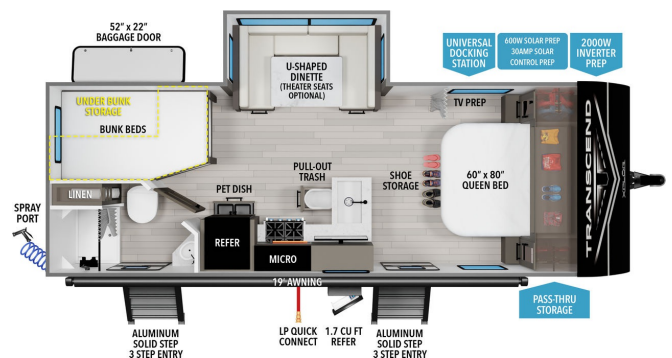 52" x 22"
BAGGAGE DOOR
UNIVERSAL
DOCKING
STATION
600W SOLAR PREP
30AMP SOLAR
CONTROL PREP
2000W
INVERTER
PREP
U-SHAPED
DINETTE
(THEATER SEATS
OPTIONAL)
UNDER BUNK
STORAGE
BUNK BEDS
TV PREP
PULL-OUT
TRASH
SHOE
STORAGE
60" x 80"
QUEEN BED
LINEN
PET DISH
SPRAY
PORT
REFER
MICRO
TRANSCEND
XPLOR
19' AWNING
PASS-THRU
STORAGE
ALUMINUM
SOLID STEP
3 STEP ENTRY
LP QUICK
CONNECT
1.7 CU FT
REFER
ALUMINUM
SOLID STEP
3 STEP ENTRY